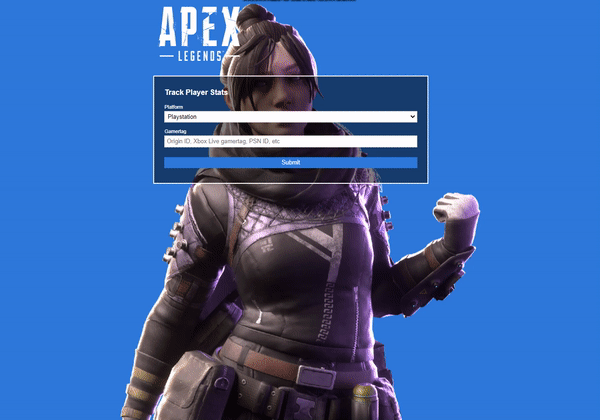 APEX
LEGENDS
Track Player Stats
Platform
Playstation
Gamertag
Origin ID, Xbox Live gamertag, PSN ID, etc
Submit